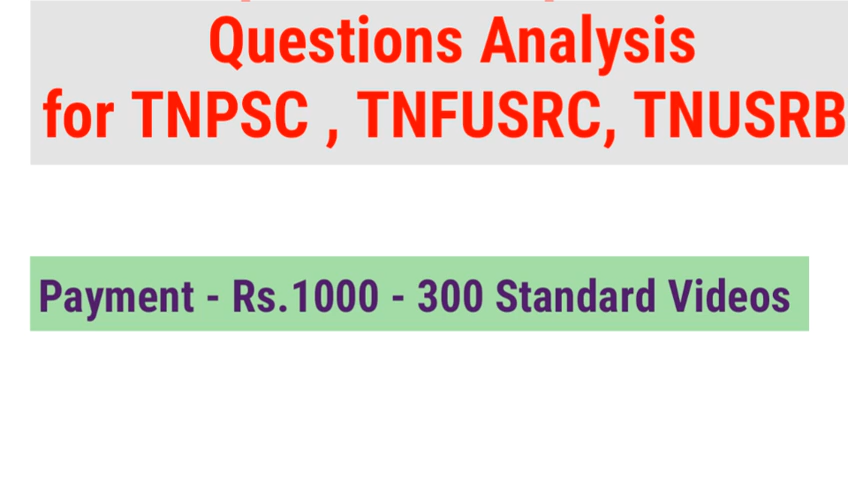 Questions Analysis
for TNPSC , TNFUSRC, TNUSRB
Payment - Rs.1000 - 300 Standard Videos